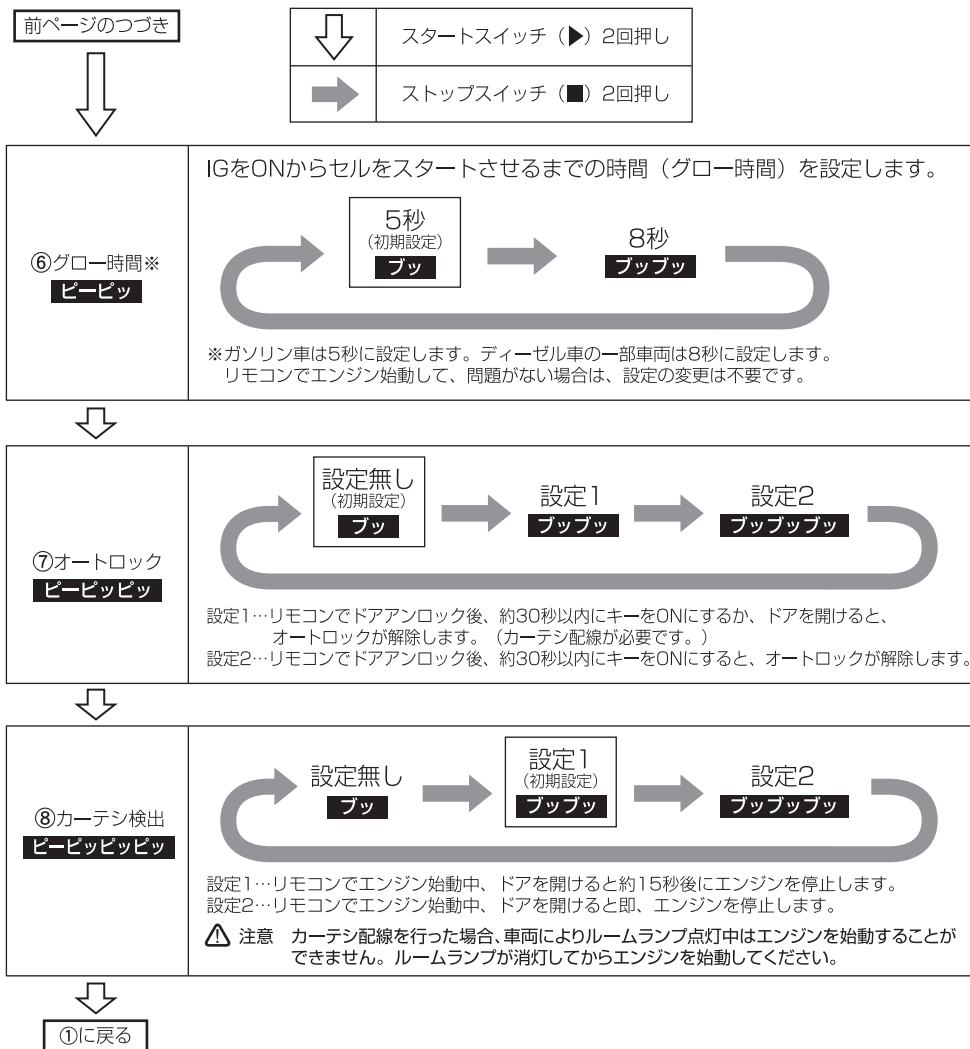 前ページのつづき
スタートスイッチ（▶）2回押し
ストップスイッチ（■）2回押し
⑥グロー時間※
ピーピッ
IGをONからセルをスタートさせるまでの時間（グロー時間）を設定します。
5秒
（初期設定）
ブッ
8秒
ブッブッ
※ガソリン車は5秒に設定します。ディーゼル車の一部車両は8秒に設定します。
リモコンでエンジン始動して、問題がない場合は、設定の変更は不要です。
⑦オートロック
ピーピッピッ
設定無し
（初期設定）
ブッ
設定1
ブッブッ
設定2
ブッブッブッ
設定1…リモコンでドアアンロック後、約30秒以内にキーをONにするか、ドアを開けると、
オートロックが解除します。（カーテシ配線が必要です。）
設定2…リモコンでドアアンロック後、約30秒以内にキーをONにすると、オートロックが解除します。
⑧カーテシ検出
ピーピッピッピッ
設定無し
ブッ
設定1
（初期設定）
ブッブッ
設定2
ブッブッブッ
設定1…リモコンでエンジン始動中、ドアを開けると約15秒後にエンジンを停止します。
設定2…リモコンでエンジン始動中、ドアを開けると即、エンジンを停止します。
⚠ 注意 カーテシ配線を行った場合、車両によりルームランプ点灯中はエンジンを始動することが
できません。ルームランプが消灯してからエンジンを始動してください。
①に戻る